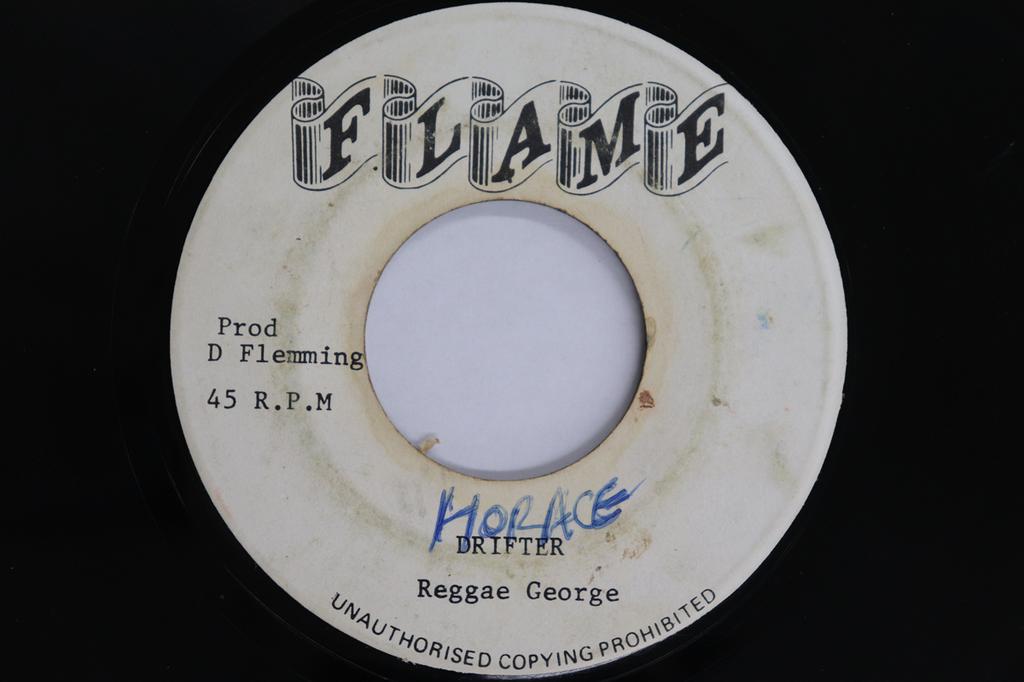 FLAME
Prod
D Flemming
45 R.P.M
HORACE
DRIFTER
Reggae George
UNAUTHORISED COPYING PROHIBITED